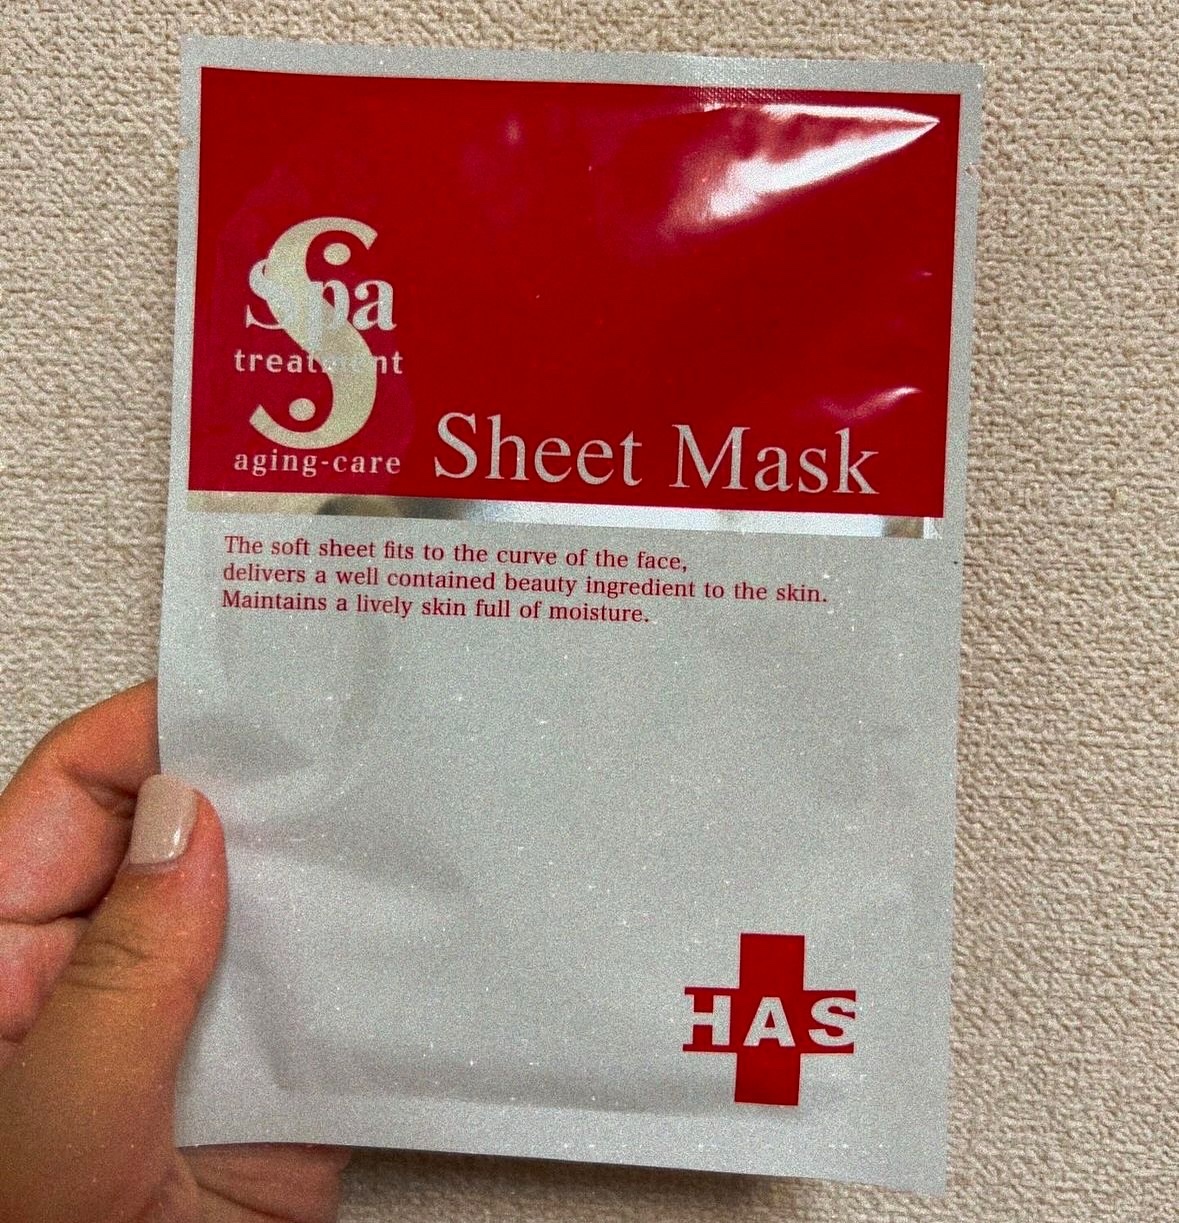 Spa
treatment
aging-care
Sheet Mask
The soft sheet fits to the curve of the face,
delivers a well contained beauty ingredient to the skin.
Maintains a lively skin full of moisture.
HAS